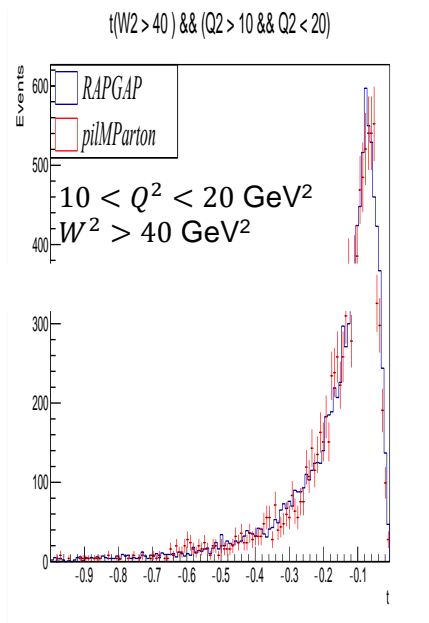 t(W2 > 40 ) && (Q2 > 10 && Q2 < 20)
Events
600
500
400
300
200
100
0
RAPGAP
pilMParton
10 < Q² < 20 GeV²
W² > 40 GeV²
-0.9 -0.8 -0.7 -0.6 -0.5 -0.4 -0.3 -0.2 -0.1
t